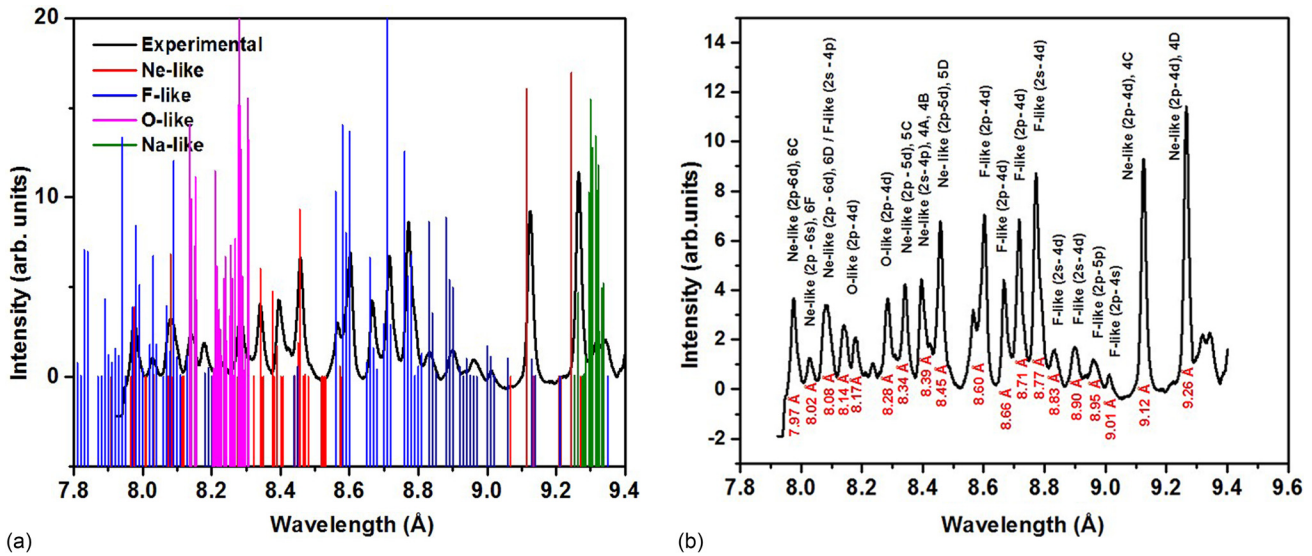 20
10
0
Intensity (arb. units)
Experimental
Ne-like
F-like
O-like
Na-like
7.8 8.0 8.2 8.4 8.6 8.8 9.0 9.2 9.4
Wavelength (Å)
(a)
14
12
10
8
6
4
2
0
-2
Intensity (arb.units)
Ne-like (2p-6d), 6C
Ne-like (2p - 6s), 6F
Ne-like (2p - 6d), 6D / F-like (2s - 4p)
O-like (2p - 4d)
O-like (2p - 4d)
Ne-like (2p - 5d), 5C
Ne-like (2s- 4p), 4A, 4B
Ne- like (2p-5d), 5D
F-like (2p- 4d)
F-like (2p-4d)
F-like (2p- 4d)
F-like (2s- 4d)
F-like (2s - 4d)
F-like (2s - 4d)
F-like (2p-5p)
F-like (2p- 4s)
Ne-like (2p - 4d), 4C
Ne-like (2p-4d), 4D
7.97 Å
8.02 Å
8.08 Å
8.14 Å
8.17Å
8.28 Å
8.34 Å
8.39 Å
8.45 Å
8.60 Å
8.66 Å
8.71 Å
8.77 Å
8.83 Å
8.90 Å
8.95 Å
9.01 Å
9.12 Å
9.26 Å
7.8 8.0 8.2 8.4 8.6 8.8 9.0 9.2 9.4 9.6
Wavelength (Å)
(b)